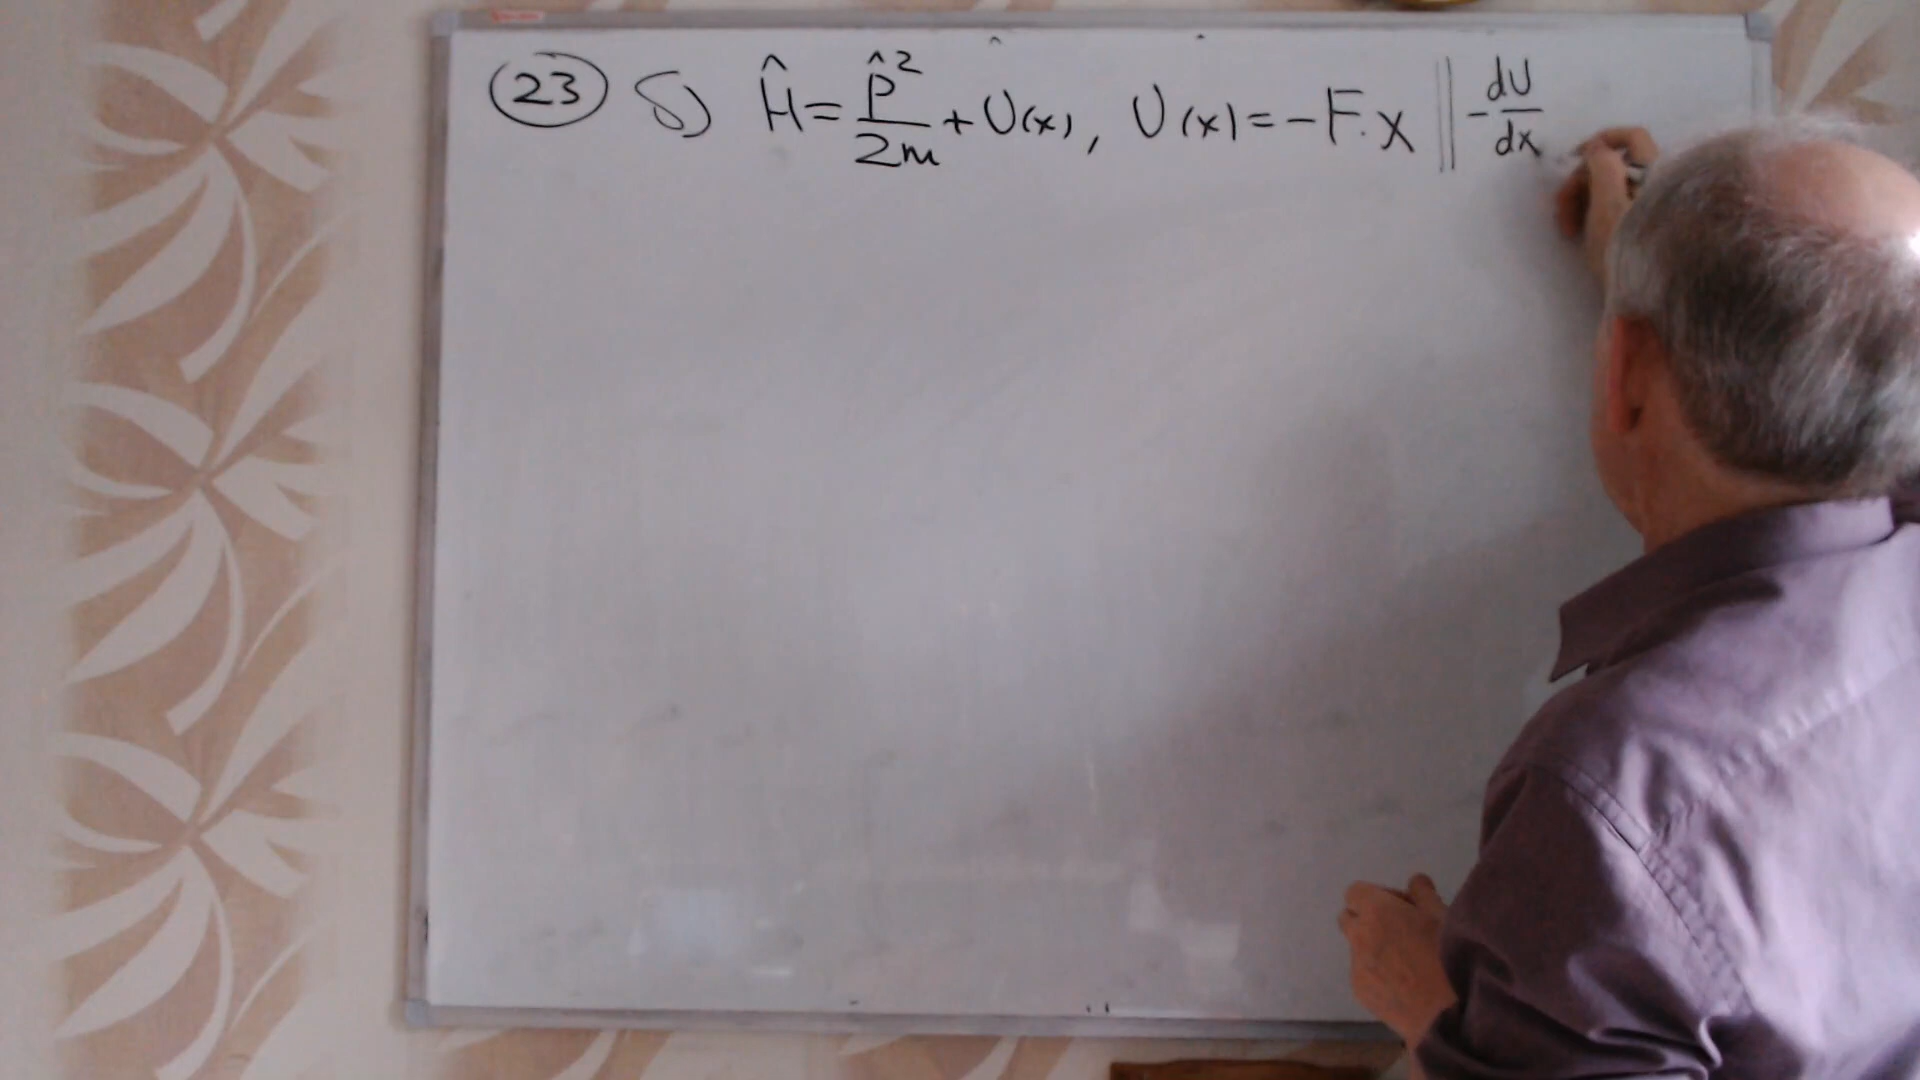 23 б) Ĥ = p̂²/2m + U(x), U(x) = -F·x || -dU/dx